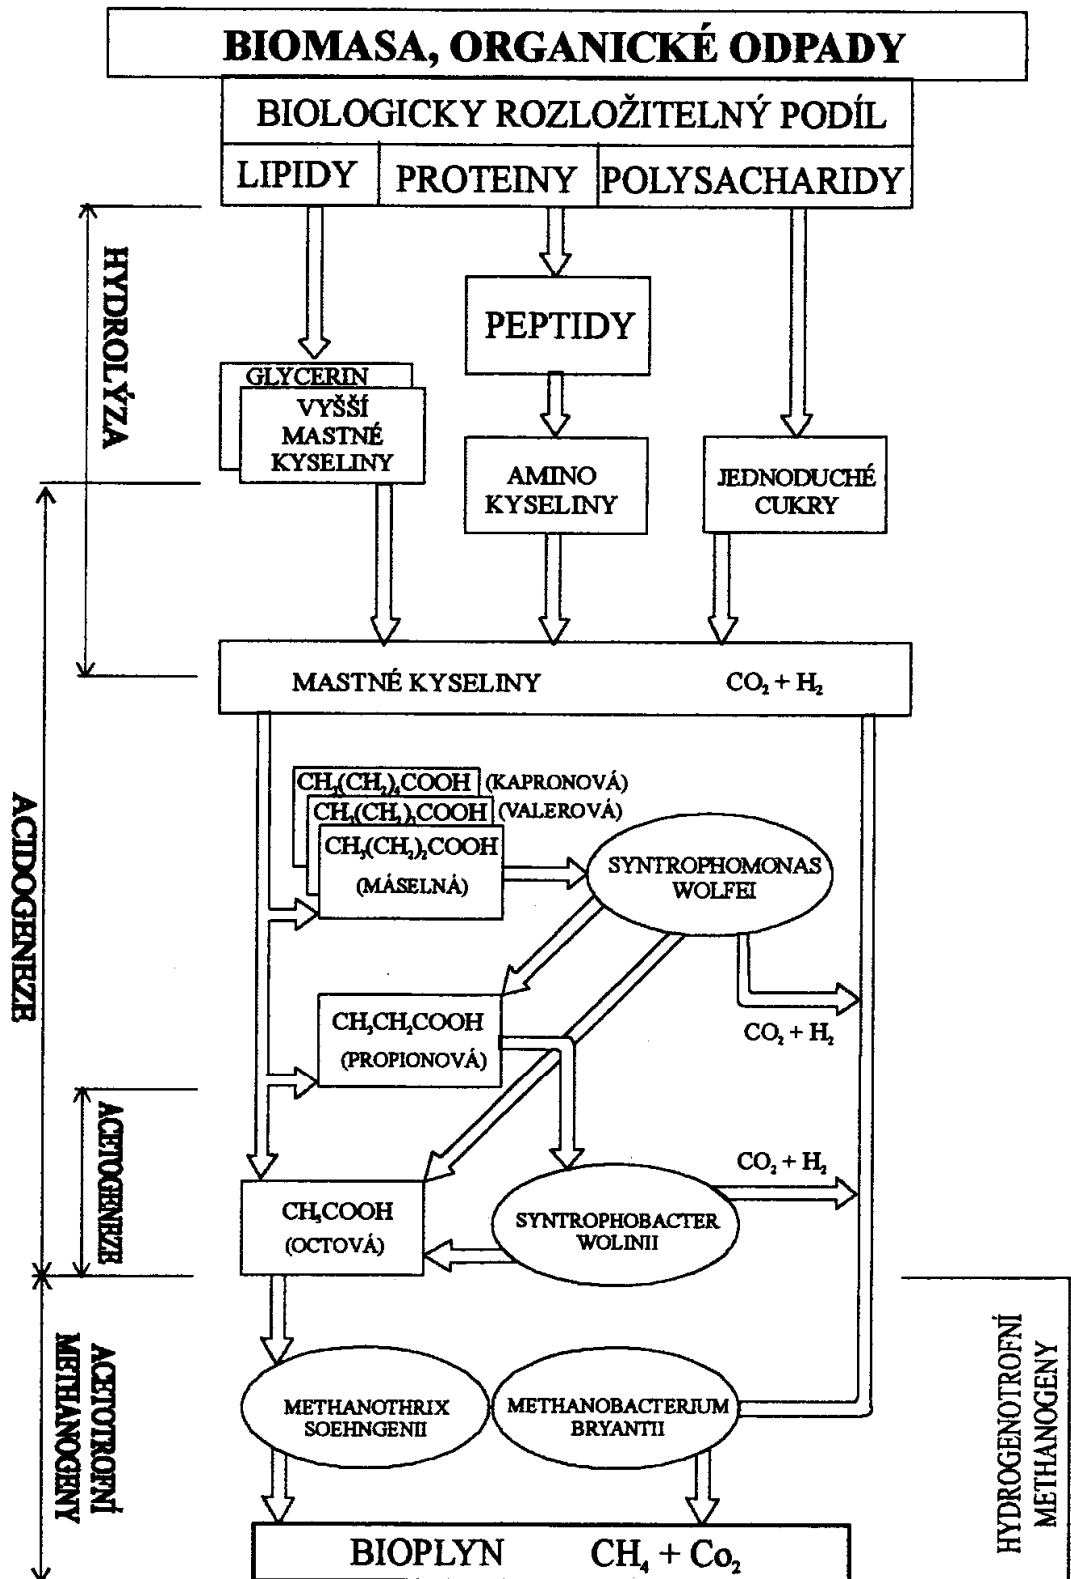 BIOMASA, ORGANICKÉ ODPADY
BIOLOGICKY ROZLOŽITELNÝ PODÍL
LIPIDY
PROTEINY
POLYSACHARIDY
HYDROLÝZA
PEPTIDY
GLYCERIN
VYŠŠÍ
MASTNÉ
KYSELINY
AMINO
KYSELINY
JEDNODUCHÉ
CUKRY
MASTNÉ KYSELINY
CO₂ + H₂
ACIDOGENEZE
CH₃(CH₂)₄COOH (KAPRONOVÁ)
CH₃(CH₂)₃COOH (VALEROVÁ)
CH₃(CH₂)₂COOH
(MÁSELNÁ)
SYNTROPHOMONAS
WOLFEI
CH₃CH₂COOH
(PROPIONOVÁ)
CO₂ + H₂
ACETOGENEZE
CO₂ + H₂
CH₃COOH
(OCTOVÁ)
SYNTROPHOBACTER
WOLINII
ACETOTROFNÍ
METHANOGENY
METHANOTHRIX
SOEHNGENII
METHANOBACTERIUM
BRYANTII
HYDROGENOTROFNÍ
METHANOGENY
BIOPLYN CH₄ + Co₂